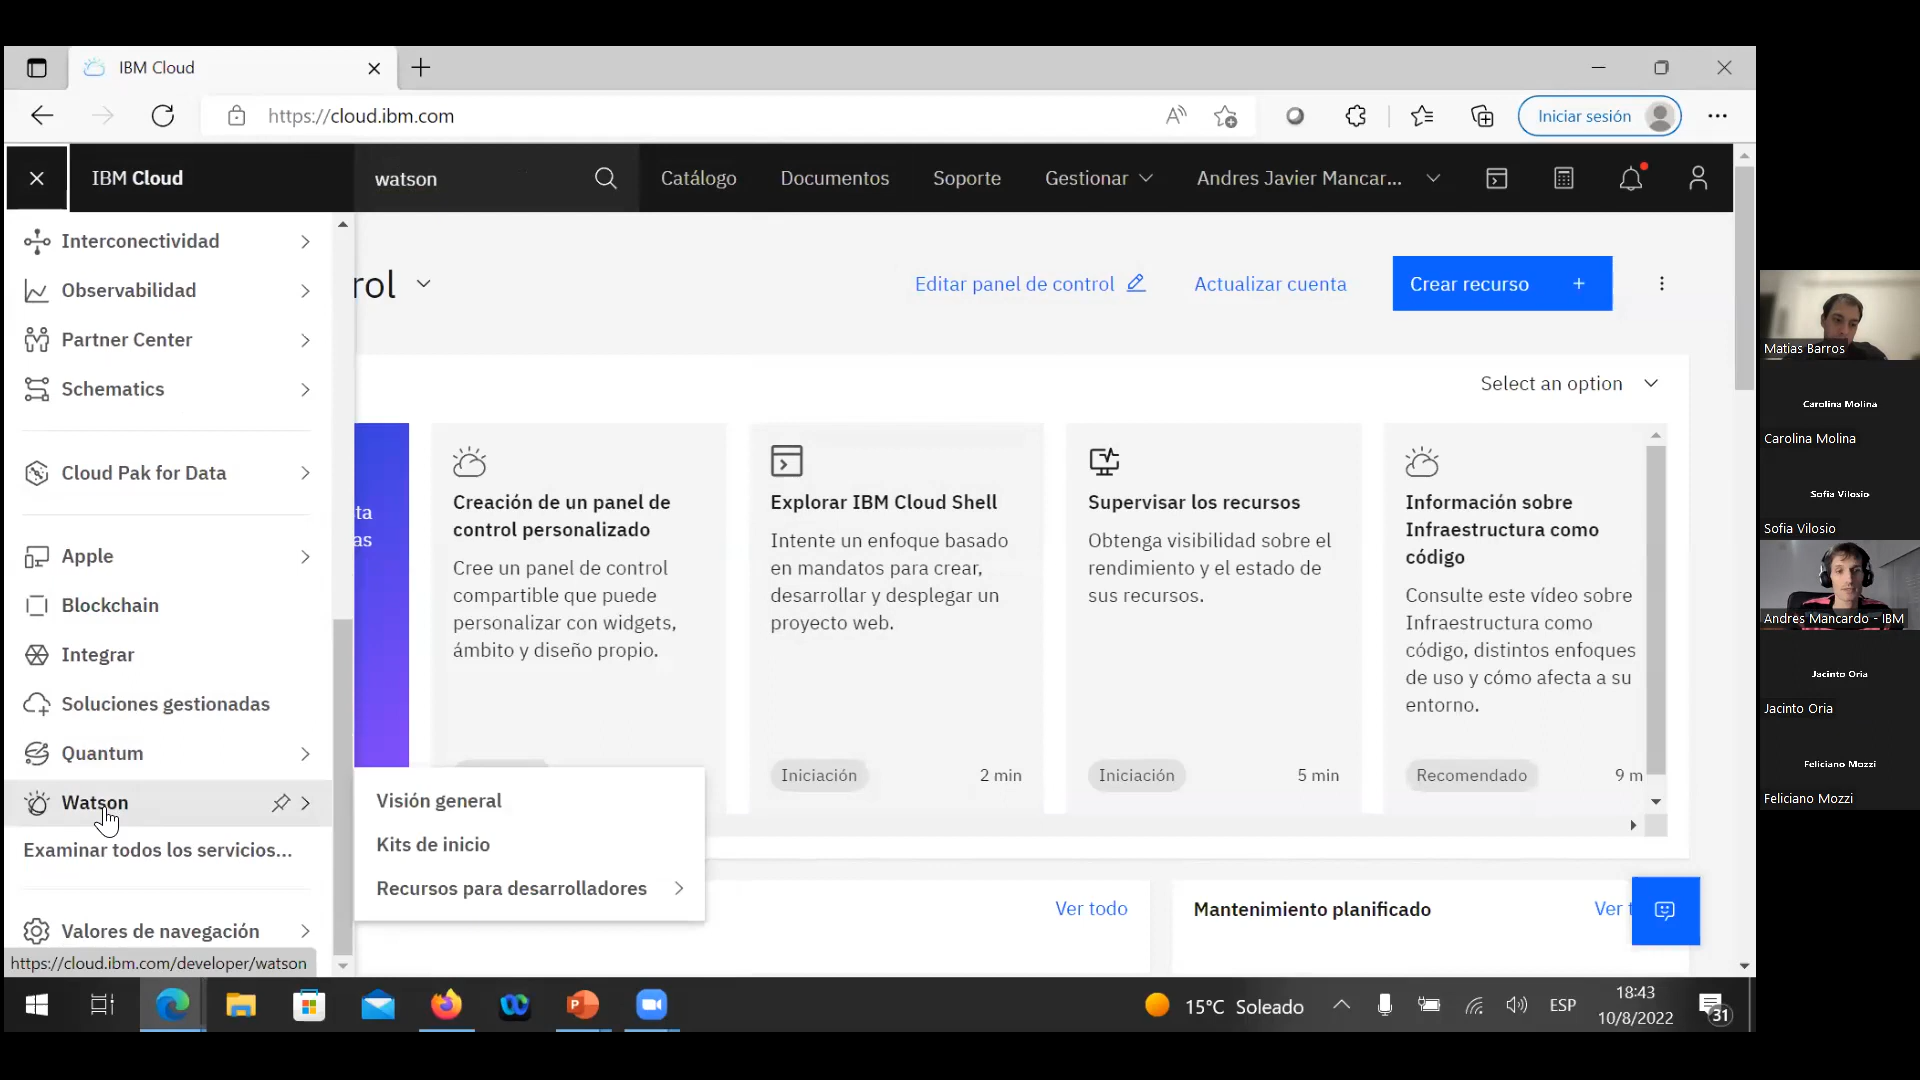 IBM Cloud
https://cloud.ibm.com
Iniciar sesión
IBM Cloud
watson
Catálogo
Documentos
Soporte
Gestionar
Andres Javier Mancar...
Interconectividad
Observabilidad
Partner Center
Schematics
Cloud Pak for Data
Apple
Blockchain
Integrar
Soluciones gestionadas
Quantum
Watson
Examinar todos los servicios...
Valores de navegación
https://cloud.ibm.com/developer/watson
Visión general
Kits de inicio
Recursos para desarrolladores
rol
Editar panel de control
Actualizar cuenta
Crear recurso +
Select an option
ta
as
Creación de un panel de
control personalizado
Cree un panel de control
compartible que puede
personalizar con widgets,
ámbito y diseño propio.
Explorar IBM Cloud Shell
Intente un enfoque basado
en mandatos para crear,
desarrollar y desplegar un
proyecto web.
Iniciación
2 min
Supervisar los recursos
Obtenga visibilidad sobre el
rendimiento y el estado de
sus recursos.
Iniciación
5 min
Información sobre
Infraestructura como
código
Consulte este vídeo sobre
Infraestructura como
código, distintos enfoques
de uso y cómo afecta a su
entorno.
Recomendado
9 m
Ver todo
Mantenimiento planificado
Ver t
15°C Soleado
ESP
18:43
10/8/2022
31
Matias Barros
Carolina Molina
Carolina Molina
Sofia Vilosio
Sofia Vilosio
Andres Mancardo - IBM
Jacinto Oria
Jacinto Oria
Feliciano Mozzi
Feliciano Mozzi